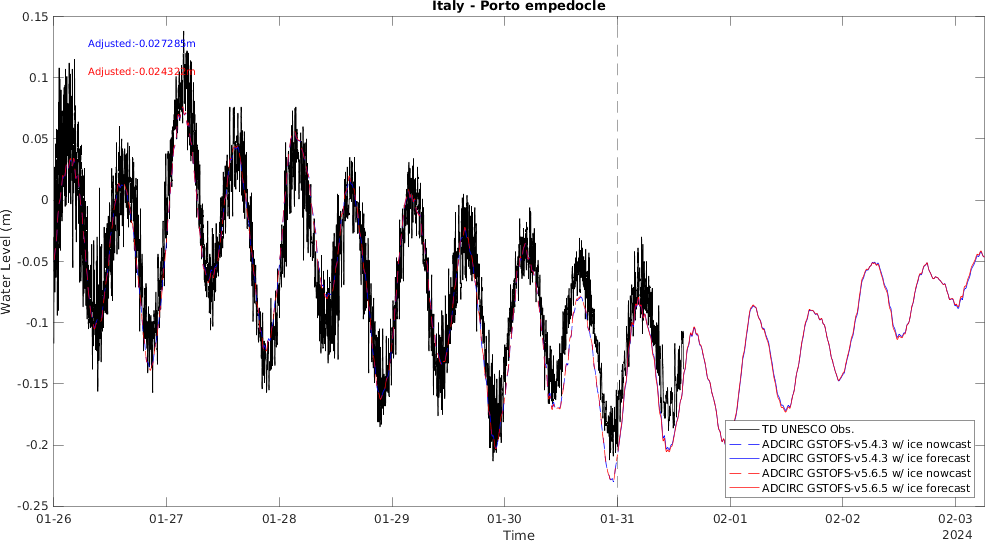 Italy - Porto empedocle
0.15
0.1
0.05
0
-0.05
-0.1
-0.15
-0.2
-0.25
Water Level (m)
Adjusted:-0.027285m
TD UNESCO Obs.
ADCIRC GSTOFS-v5.4.3 w/ ice nowcast
ADCIRC GSTOFS-v5.4.3 w/ ice forecast
ADCIRC GSTOFS-v5.6.5 w/ ice nowcast
ADCIRC GSTOFS-v5.6.5 w/ ice forecast
01-26 01-27 01-28 01-29 01-30 01-31 02-01 02-02 02-03
Time
2024